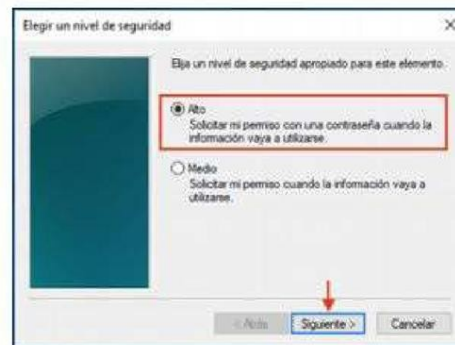 Elegir un nivel de seguridad
Elija un nivel de seguridad apropiado para este elemento.
Alto
Solicitar mi permiso con una contraseña cuando la
información vaya a utilizarse.
Medio
Solicitar mi permiso cuando la información vaya a
utilizarse.
< Atrás Siguiente > Cancelar